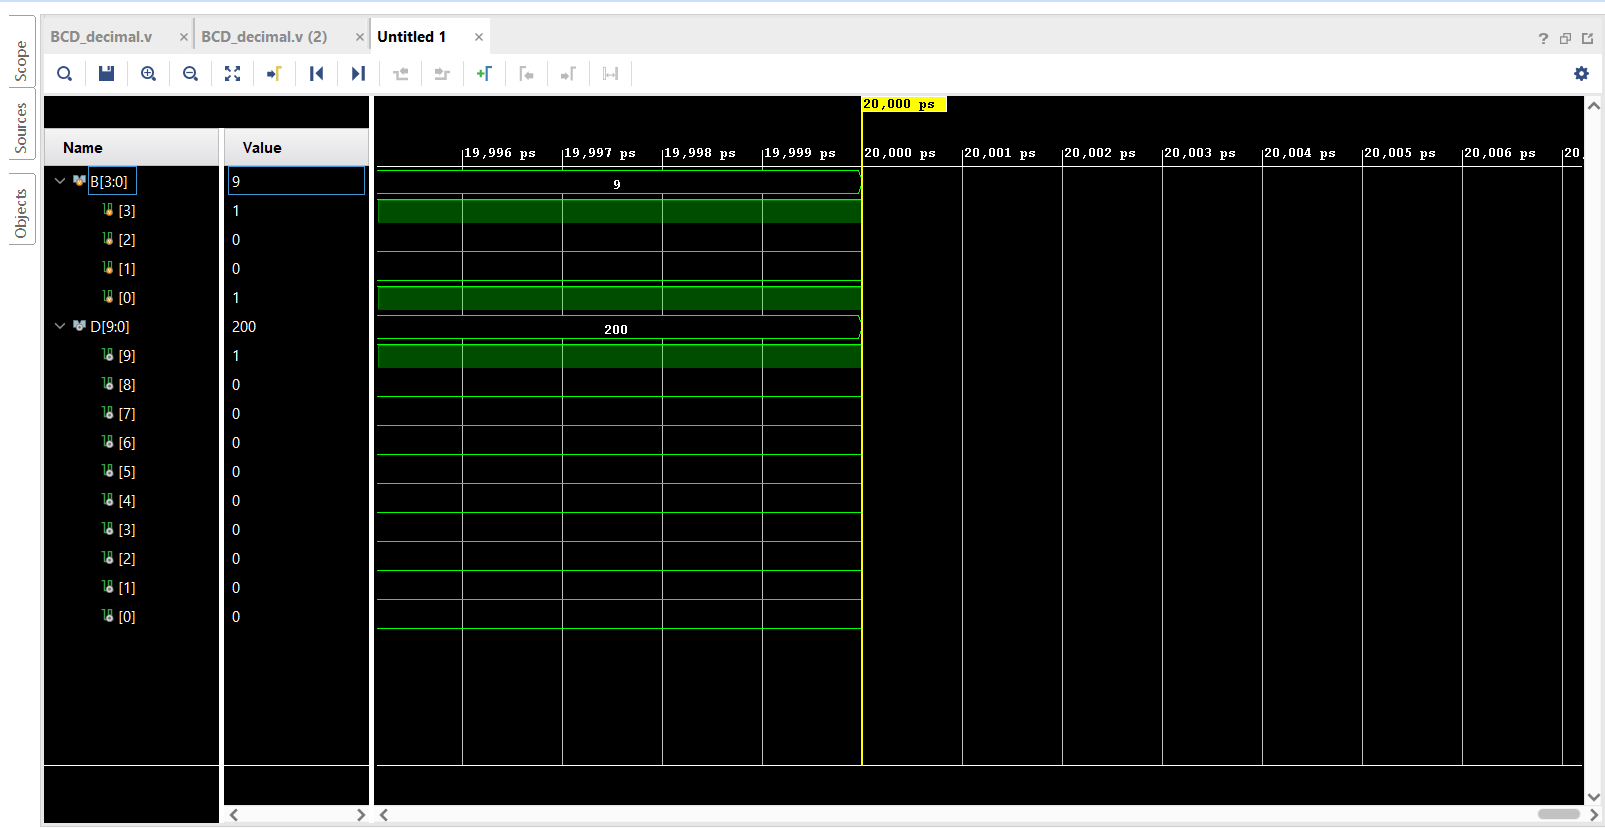 BCD_decimal.v × BCD_decimal.v (2) × Untitled 1 × ?
Scope
Sources
Objects
20,000 ps
Name Value
19,996 ps 19,997 ps 19,998 ps 19,999 ps 20,000 ps 20,001 ps 20,002 ps 20,003 ps 20,004 ps 20,005 ps 20,006 ps 20,
B[3:0] 9 9
[3] 1
[2] 0
[1] 0
[0] 1
D[9:0] 200 200
[9] 1
[8] 0
[7] 0
[6] 0
[5] 0
[4] 0
[3] 0
[2] 0
[1] 0
[0] 0